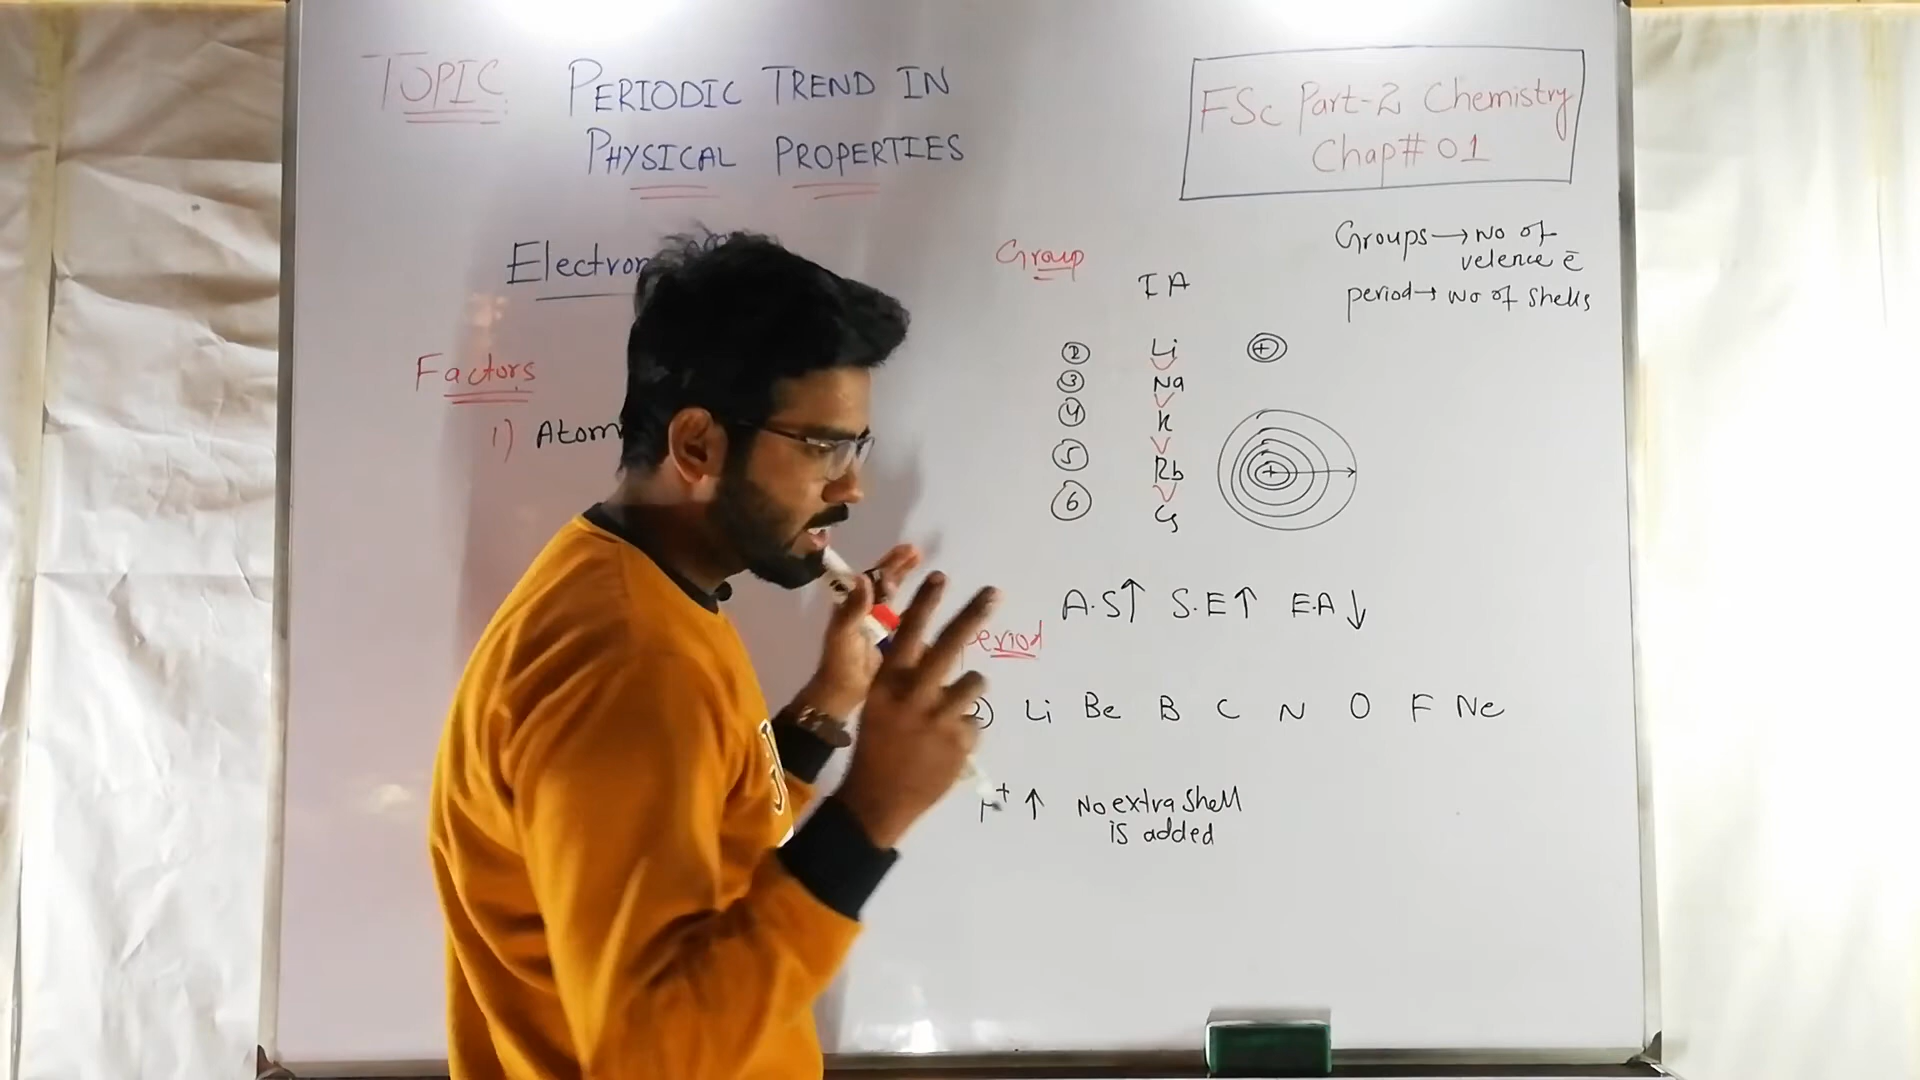 TOPIC: PERIODIC TREND IN
PHYSICAL PROPERTIES
FSc Part-2 Chemistry
Chap# 01
Electron
Factors
1) Atom
Group
I A
Groups→ No of
velence ē
period→ No of shells
② Li +
③ Na
④ K
⑤ Rb +
⑥ Cs
A.S↑ S.E↑ E.A↓
period
2) Li Be B C N O F Ne
+ ↑ No extra shell
is added